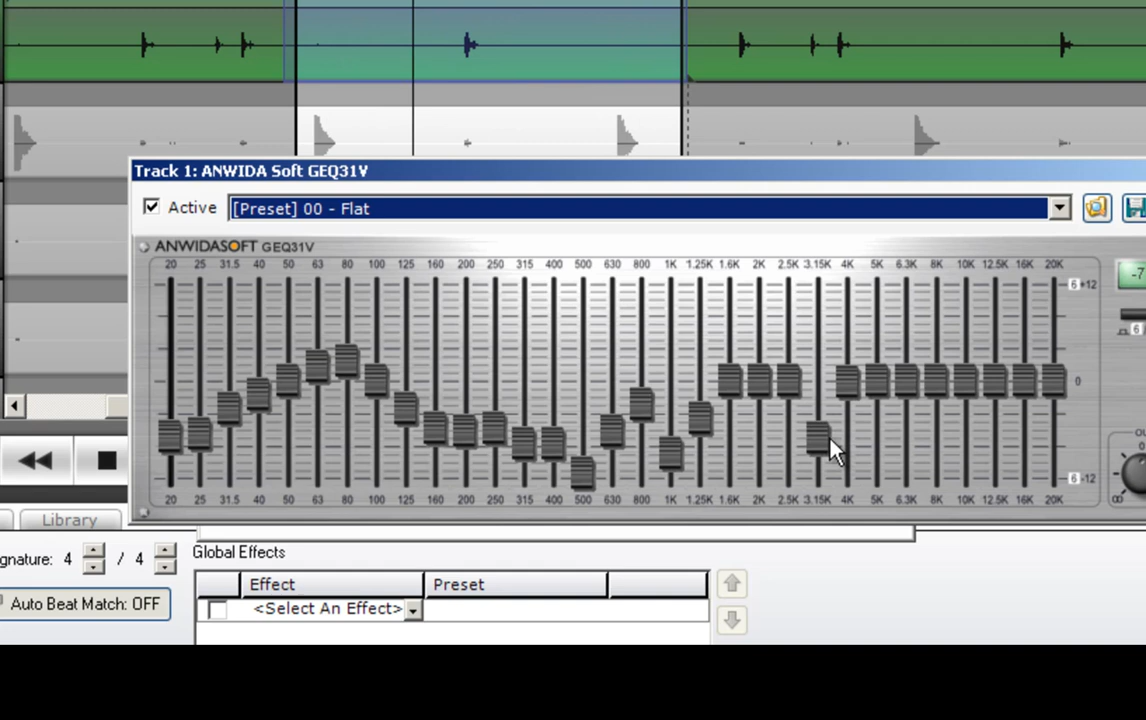 Track 1: ANWIDA Soft GEQ31V
Active
[Preset] 00 - Flat
ANWIDASOFT GEQ31V
20 25 31.5 40 50 63 80 100 125 160 200 250 315 400 500 630 800 1K 1.25K 1.6K 2K 2.5K 3.15K 4K 5K 6.3K 8K 10K 12.5K 16K 20K
6 +12
-7
6
0
OU
0
6 -12
∞
20 25 31.5 40 50 63 80 100 125 160 200 250 315 400 500 630 800 1K 1.25K 1.6K 2K 2.5K 3.15K 4K 5K 6.3K 8K 10K 12.5K 16K 20K
Library
gnature: 4 / 4
Global Effects
Effect Preset
Auto Beat Match: OFF
<Select An Effect>